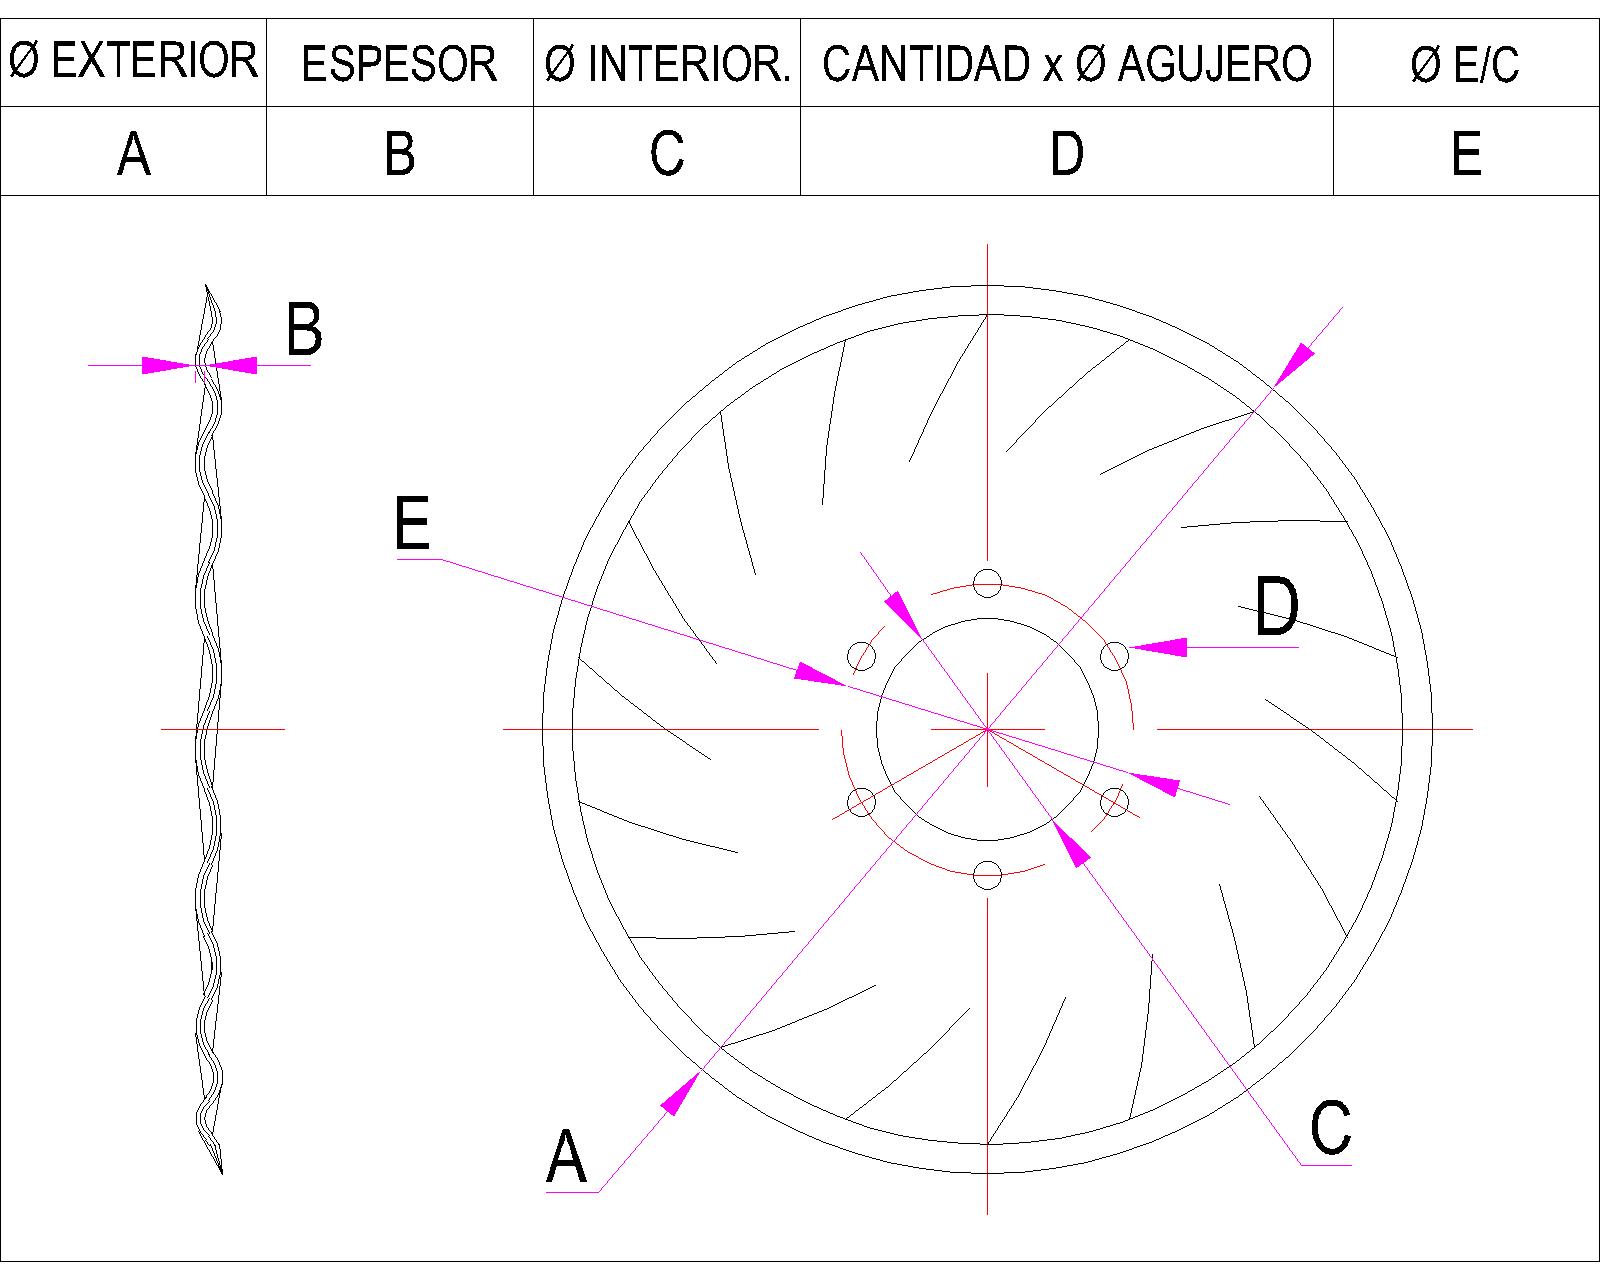 Ø EXTERIOR ESPESOR Ø INTERIOR. CANTIDAD x Ø AGUJERO Ø E/C
A B C D E
B
E
D
A
C